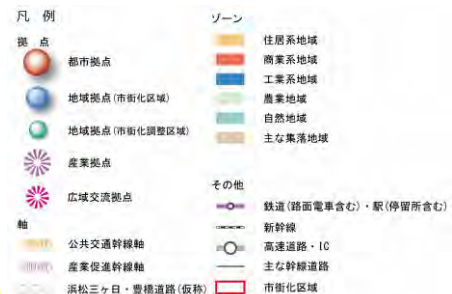 凡 例
拠 点
都市拠点
地域拠点(市街化区域)
地域拠点(市街化調整区域)
産業拠点
広域交流拠点
軸
公共交通幹線軸
産業促進幹線軸
浜松三ヶ日・豊橋道路(仮称)
ゾーン
住居系地域
商業系地域
工業系地域
農業地域
自然地域
主な集落地域
その他
鉄道(路面電車含む)・駅(停留所含む)
新幹線
高速道路・IC
主な幹線道路
市街化区域